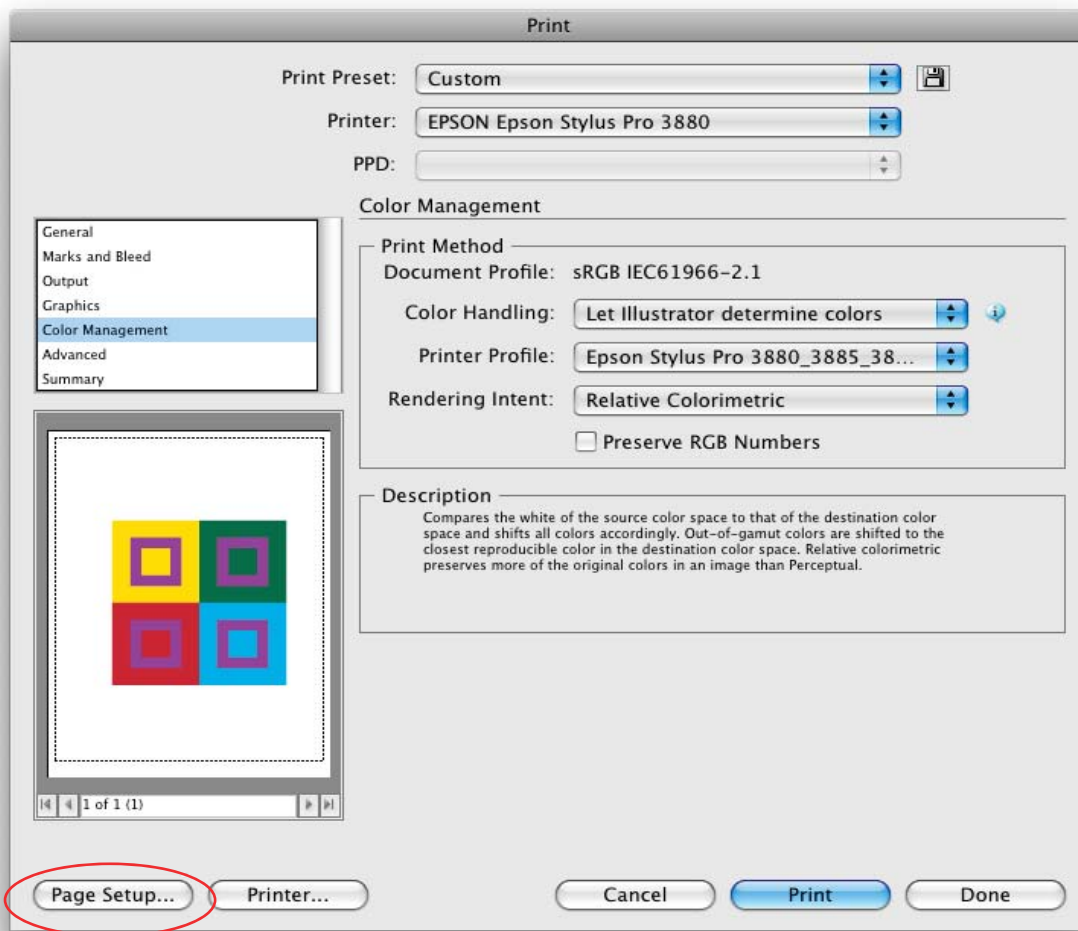 Print
Print Preset: Custom
Printer: EPSON Epson Stylus Pro 3880
PPD:
General
Marks and Bleed
Output
Graphics
Color Management
Advanced
Summary
Color Management
Print Method
Document Profile: sRGB IEC61966-2.1
Color Handling: Let Illustrator determine colors
Printer Profile: Epson Stylus Pro 3880_3885_38...
Rendering Intent: Relative Colorimetric
Preserve RGB Numbers
Description
Compares the white of the source color space to that of the destination color
space and shifts all colors accordingly. Out-of-gamut colors are shifted to the
closest reproducible color in the destination color space. Relative colorimetric
preserves more of the original colors in an image than Perceptual.
1 of 1 (1)
Page Setup... Printer... Cancel Print Done